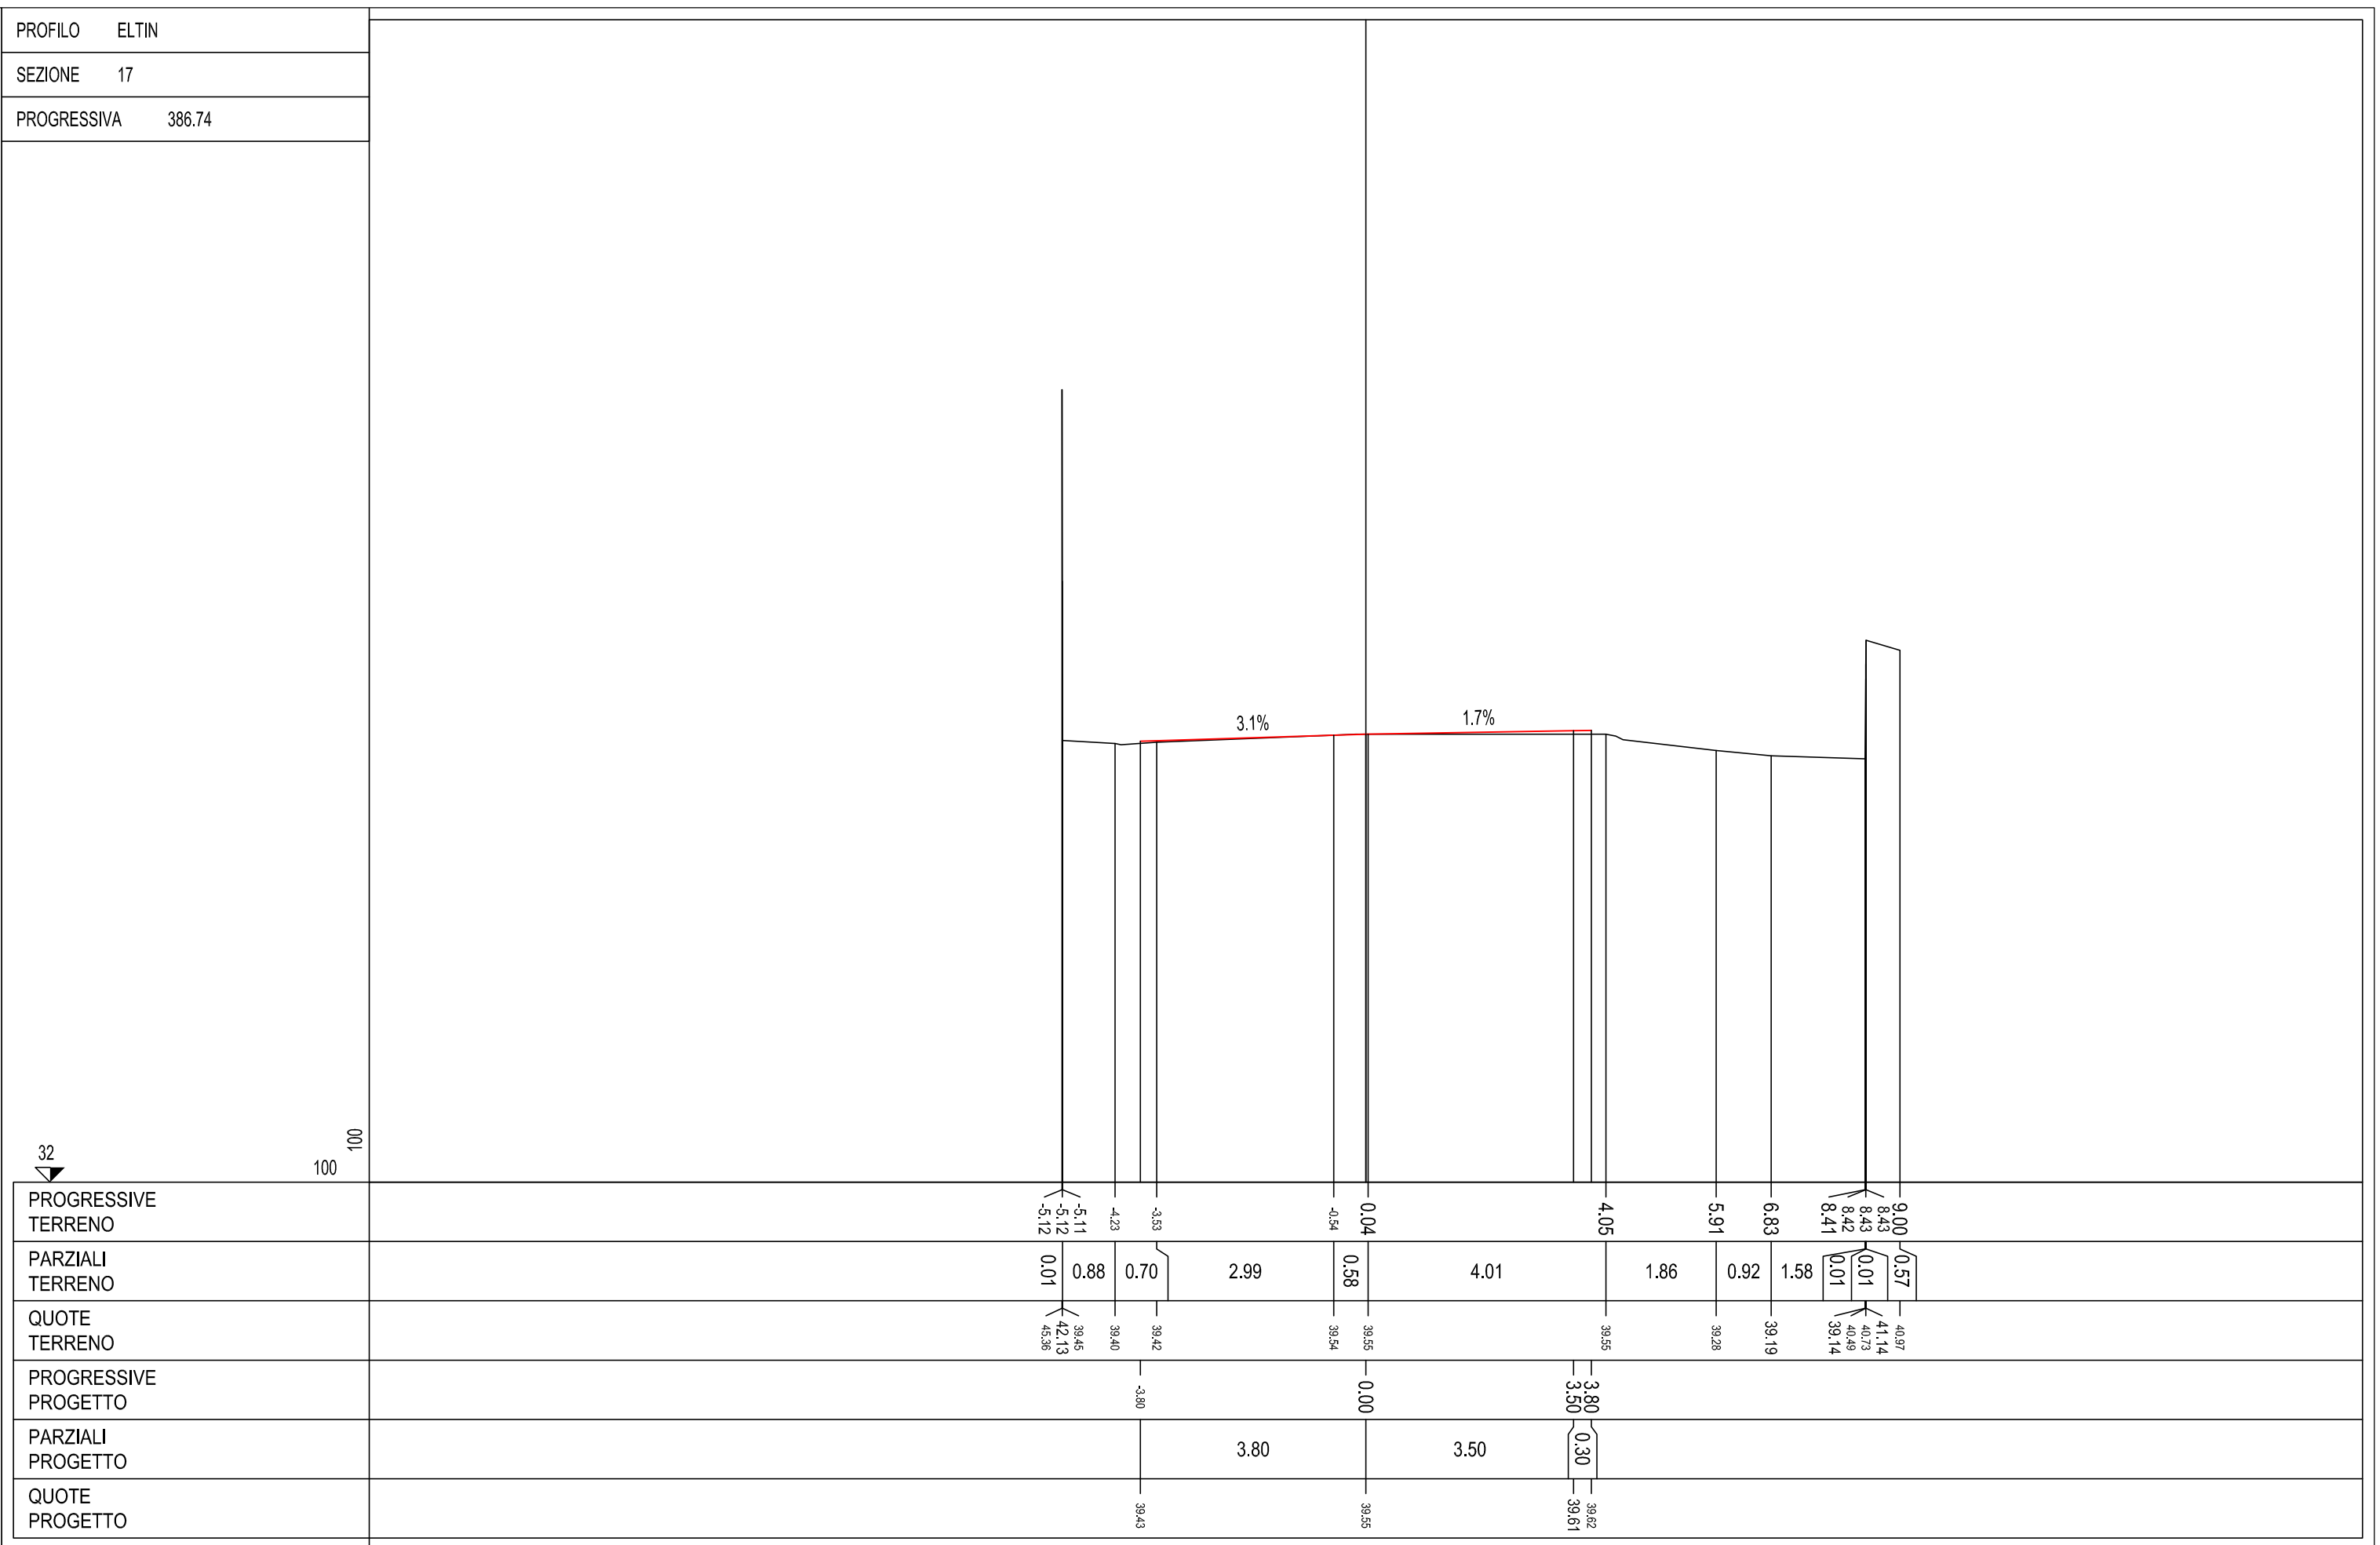 PROFILO ELTIN
SEZIONE 17
PROGRESSIVA 386.74
3.1% 1.7%
100
32
100
PROGRESSIVE
TERRENO
-5.12 -5.12 -5.11 -4.23 -3.53 -0.54 0.04 4.05 5.91 6.83 8.41 8.42 8.43 8.43 9.00
PARZIALI
TERRENO
0.01 0.88 0.70 2.99 0.58 4.01 1.86 0.92 1.58 0.01 0.01 0.57
QUOTE
TERRENO
45.36 42.13 39.45 39.40 39.42 39.54 39.55 39.55 39.28 39.19 39.14 40.49 40.73 41.14 40.97
PROGRESSIVE
PROGETTO
-3.80 0.00 3.50 3.80
PARZIALI
PROGETTO
3.80 3.50 0.30
QUOTE
PROGETTO
39.43 39.55 39.61 39.62